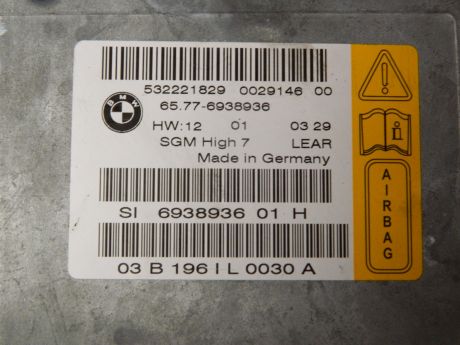 532221829 0029146 00
65.77-6938936
BMW
HW:12 01 03 29
SGM High 7 LEAR
Made in Germany
SI 6938936 01 H
03 B 196 I L 0030 A
AIRBAG